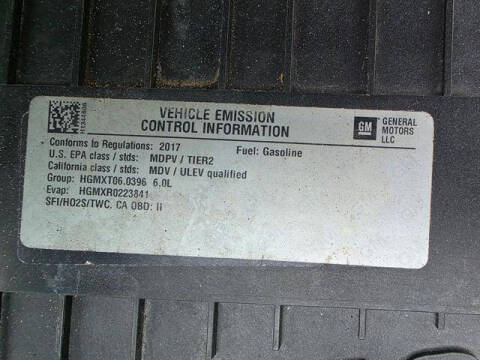 VEHICLE EMISSION
CONTROL INFORMATION
GM
GENERAL
MOTORS
LLC
Conforms to Regulations: 2017
Fuel: Gasoline
U.S. EPA class / stds: MDPV / TIER2
California class / stds: MDV / ULEV qualified
Group: HGMXT06.0396 6.0L
Evap: HGMXR0223841
SFI/HO2S/TWC, CA OBD: II